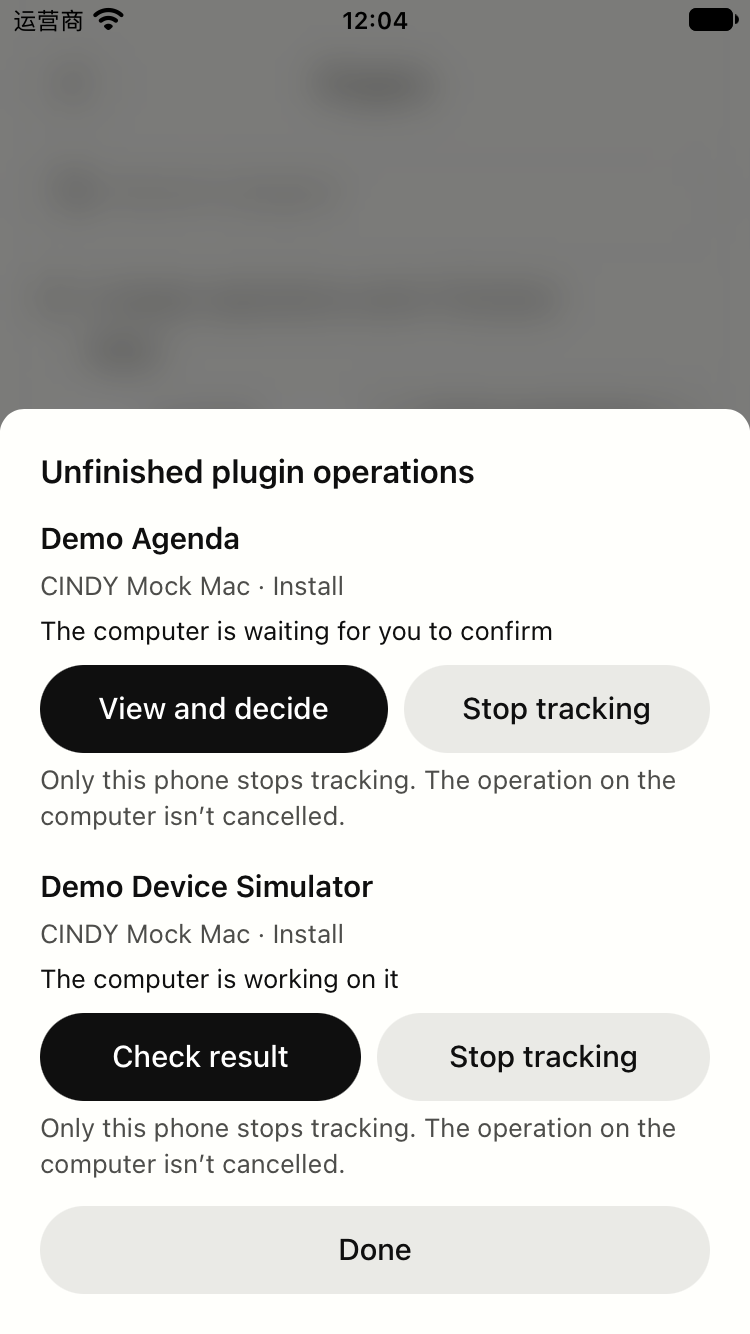 运营商
12:04
Unfinished plugin operations
Demo Agenda
CINDY Mock Mac · Install
The computer is waiting for you to confirm
View and decide
Stop tracking
Only this phone stops tracking. The operation on the
computer isn’t cancelled.
Demo Device Simulator
CINDY Mock Mac · Install
The computer is working on it
Check result
Stop tracking
Only this phone stops tracking. The operation on the
computer isn’t cancelled.
Done